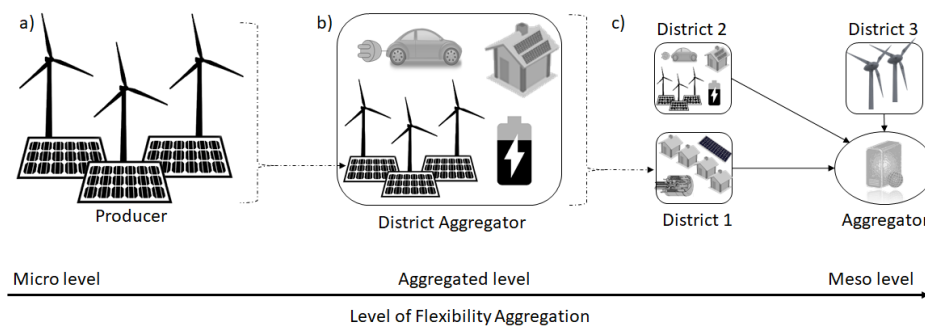 a)
b)
c)
District 2
District 3
Producer
District Aggregator
District 1
Aggregator
Micro level
Aggregated level
Meso level
Level of Flexibility Aggregation